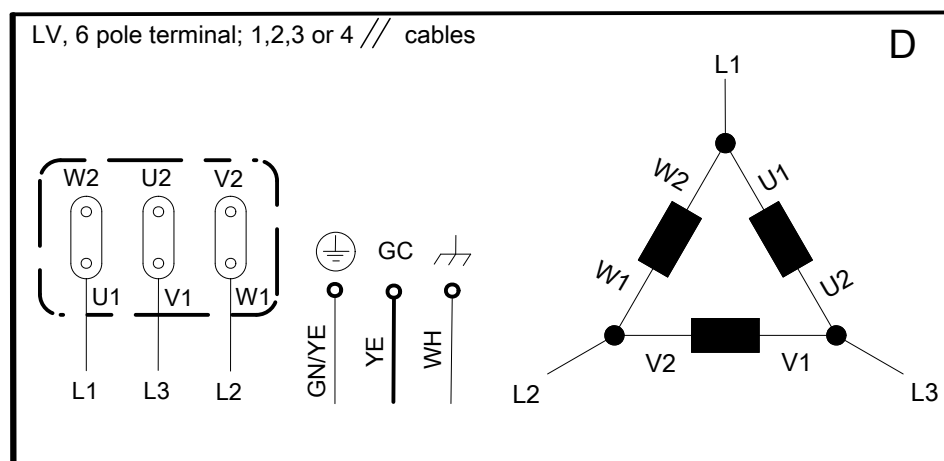 LV, 6 pole terminal; 1,2,3 or 4 // cables
D
W2 U2 V2
U1 V1 W1
L1 L3 L2
GC
GN/YE
YE
WH
L1
W2
U1
W1
U2
V2 V1
L2
L3